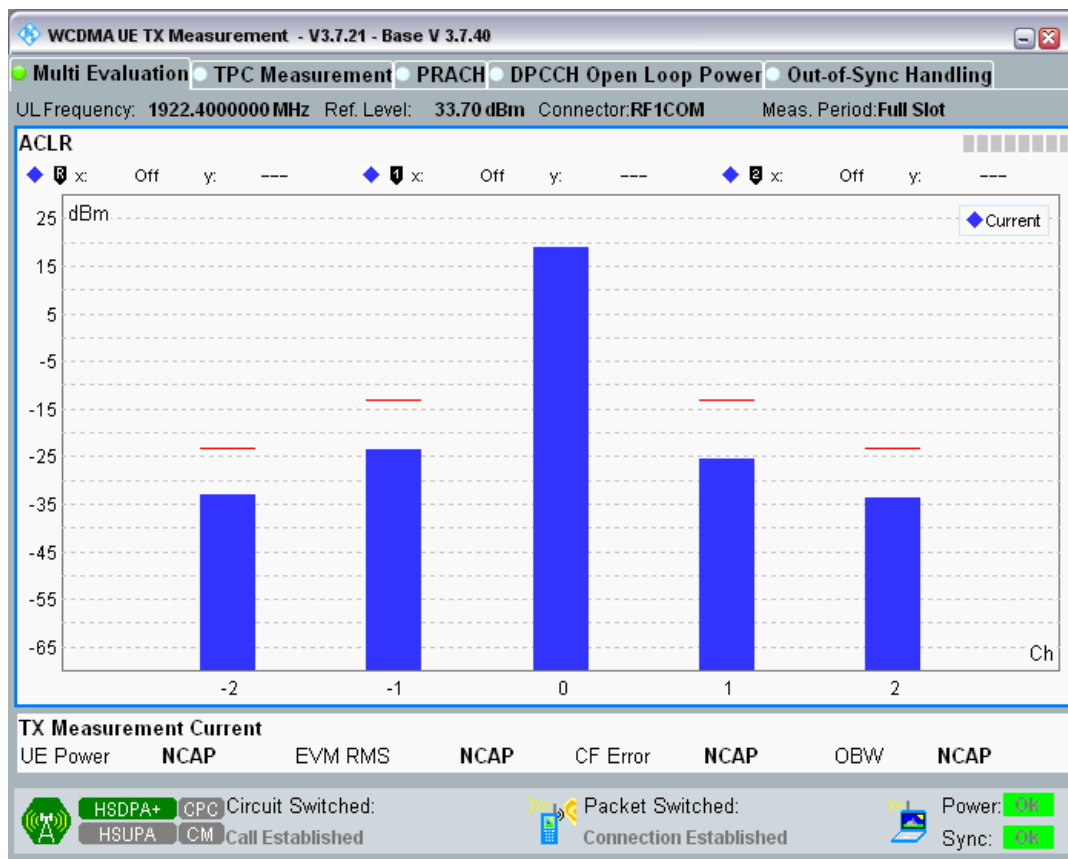 WCDMA UE TX Measurement - V3.7.21 - Base V 3.7.40
Multi Evaluation TPC Measurement PRACH DPCCH Open Loop Power Out-of-Sync Handling
UL Frequency: 1922.4000000 MHz Ref. Level: 33.70 dBm Connector:RF1COM Meas. Period:Full Slot
ACLR
R x: Off y: --- 1 x: Off y: --- 2 x: Off y: ---
25 dBm Current
15
5
-5
-15
-25
-35
-45
-55
-65 Ch
-2 -1 0 1 2
TX Measurement Current
UE Power NCAP EVM RMS NCAP CF Error NCAP OBW NCAP
HSDPA+ CPC Circuit Switched: Packet Switched: Power: OK
HSUPA CM Call Established Connection Established Sync: OK